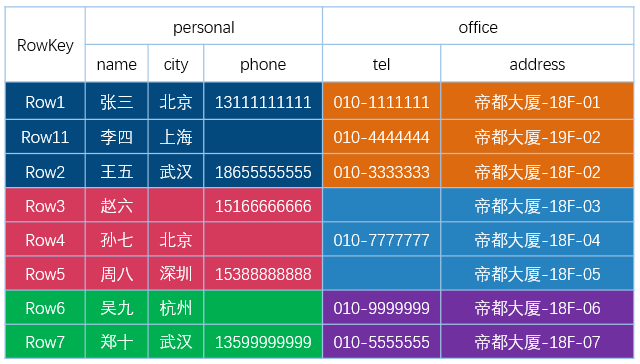 RowKey personal office
name city phone tel address
Row1 张三 北京 13111111111 010-1111111 帝都大厦-18F-01
Row11 李四 上海 010-4444444 帝都大厦-19F-02
Row2 王五 武汉 18655555555 010-3333333 帝都大厦-18F-02
Row3 赵六 15166666666 帝都大厦-18F-03
Row4 孙七 北京 010-7777777 帝都大厦-18F-04
Row5 周八 深圳 15388888888 帝都大厦-18F-05
Row6 吴九 杭州 010-9999999 帝都大厦-18F-06
Row7 郑十 武汉 13599999999 010-5555555 帝都大厦-18F-07